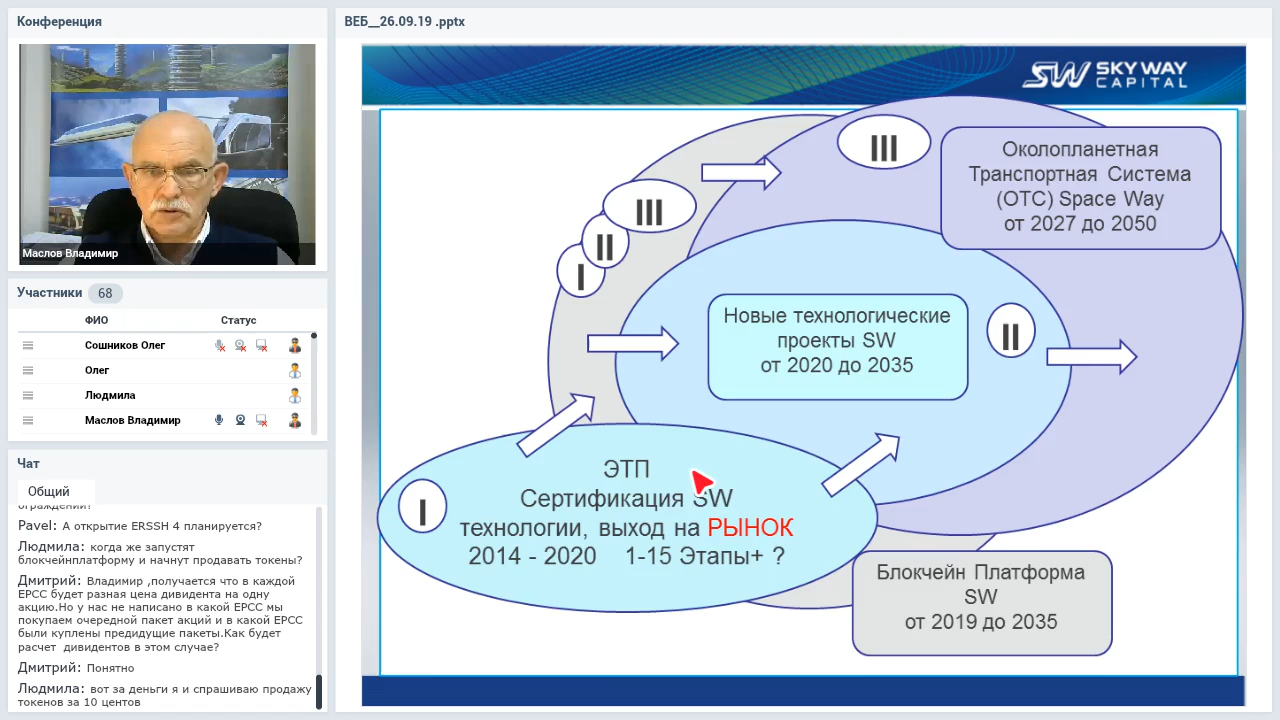 Конференция
Маслов Владимир
Участники 68
ФИО Статус
Сошников Олег
Олег
Людмила
Маслов Владимир
Чат
Общий
Pavel: А открытие ERSSH 4 планируется?
Людмила: когда же запустят
блокчейнплатформу и начнут продавать токены?
Дмитрий: Владимир ,получается что в каждой
ЕРСС будет разная цена дивидента на одну
акцию.Но у нас не написано в какой ЕРСС мы
покупаем очередной пакет акций и в какой ЕРСС
были куплены предидущие пакеты.Как будет
расчет дивидентов в этом случае?
Дмитрий: Понятно
Людмила: вот за деньги я и спрашиваю продажу
токенов за 10 центов
ВЕБ__26.09.19 .pptx
SW SKY WAY
CAPITAL
III
Околопланетная
Транспортная Система
(ОТС) Space Way
от 2027 до 2050
III
II
I
Новые технологические
проекты SW
от 2020 до 2035
II
I
ЭТП
Сертификация SW
технологии, выход на РЫНОК
2014 - 2020 1-15 Этапы+ ?
Блокчейн Платформа
SW
от 2019 до 2035